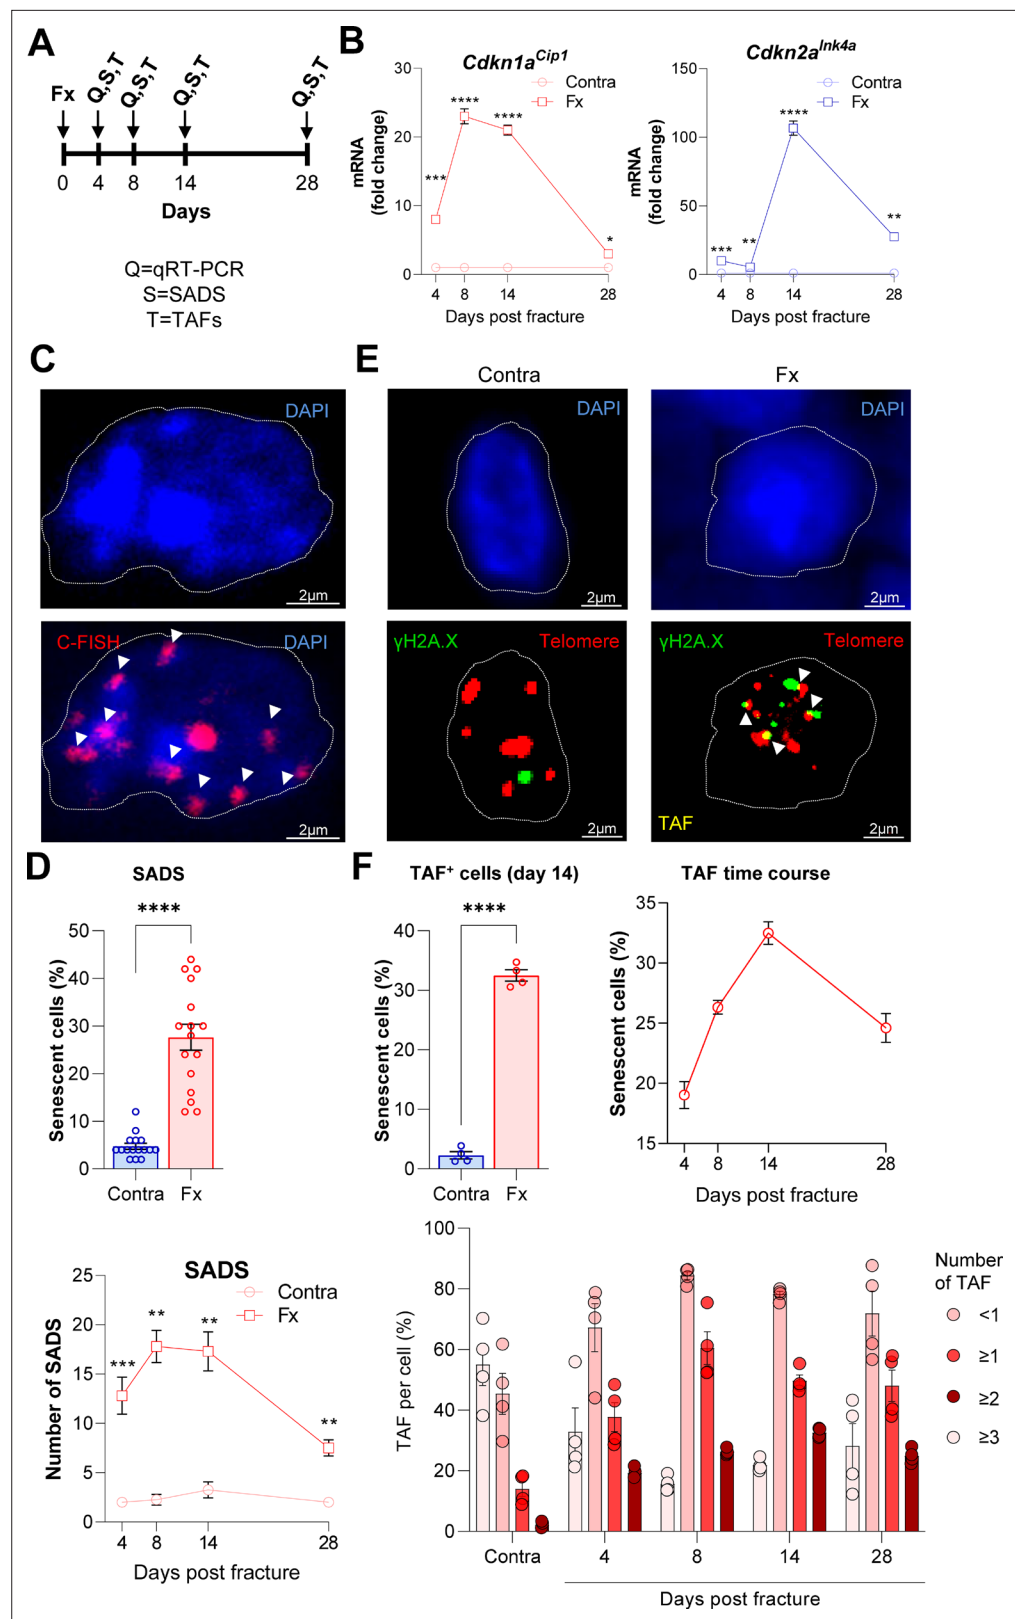 A
Fx
Q,S,T
Q,S,T
Q,S,T
Q,S,T
0 4 8 14 28
Days
Q=qRT-PCR
S=SADS
T=TAFs
B
Cdkn1a^Cip1
Contra
Fx
mRNA
(fold change)
30
20
10
0
***
****
****
*
4 8 14 28
Days post fracture
Cdkn2a^Ink4a
Contra
Fx
mRNA
(fold change)
150
100
50
0
***
**
****
**
4 8 14 28
Days post fracture
C
DAPI
2µm
C-FISH
DAPI
2µm
E
Contra
Fx
DAPI
2µm
DAPI
2µm
γH2A.X
Telomere
2µm
γH2A.X
Telomere
TAF
2µm
D
SADS
****
Senescent cells (%)
50
40
30
20
10
0
Contra Fx
SADS
Contra
Fx
Number of SADS
25
20
15
10
5
0
***
**
**
**
4 8 14 28
Days post fracture
F
TAF+ cells (day 14)
****
Senescent cells (%)
40
30
20
10
0
Contra Fx
TAF time course
Senescent cells (%)
35
30
25
20
15
4 8 14 28
Days post fracture
TAF per cell (%)
100
80
60
40
20
0
Contra 4 8 14 28
Days post fracture
Number
of TAF
<1
≥1
≥2
≥3